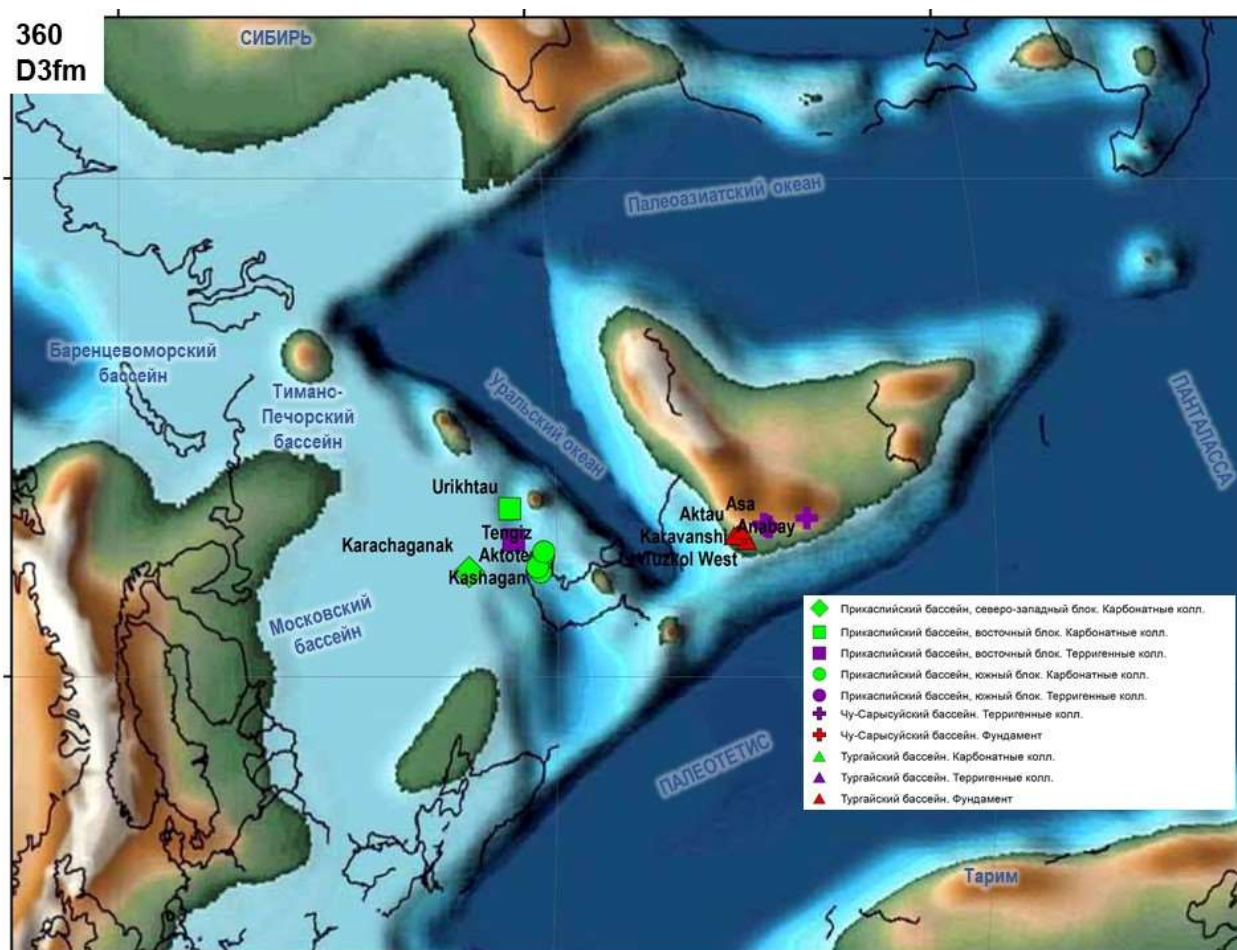 360
D3fm
СИБИРЬ
Палеоазиатский океан
Баренцевоморский
бассейн
Тимано-
Печорский
бассейн
Уральский океан
ПАНТАЛАССА
Urikhtau
Asa
Aktau
Anabay
Tengiz
Karavanshi
Karachaganak
Aktote
Tuzkol West
Kashagan
Московский
бассейн
ПАЛЕОТЕТИС
Тарим
Прикаспийский бассейн, северо-западный блок. Карбонатные колл.
Прикаспийский бассейн, восточный блок. Карбонатные колл.
Прикаспийский бассейн, восточный блок. Терригенные колл.
Прикаспийский бассейн, южный блок. Карбонатные колл.
Прикаспийский бассейн, южный блок. Терригенные колл.
Чу-Сарысуйский бассейн. Терригенные колл.
Чу-Сарысуйский бассейн. Фундамент
Тургайский бассейн. Карбонатные колл.
Тургайский бассейн. Терригенные колл.
Тургайский бассейн. Фундамент